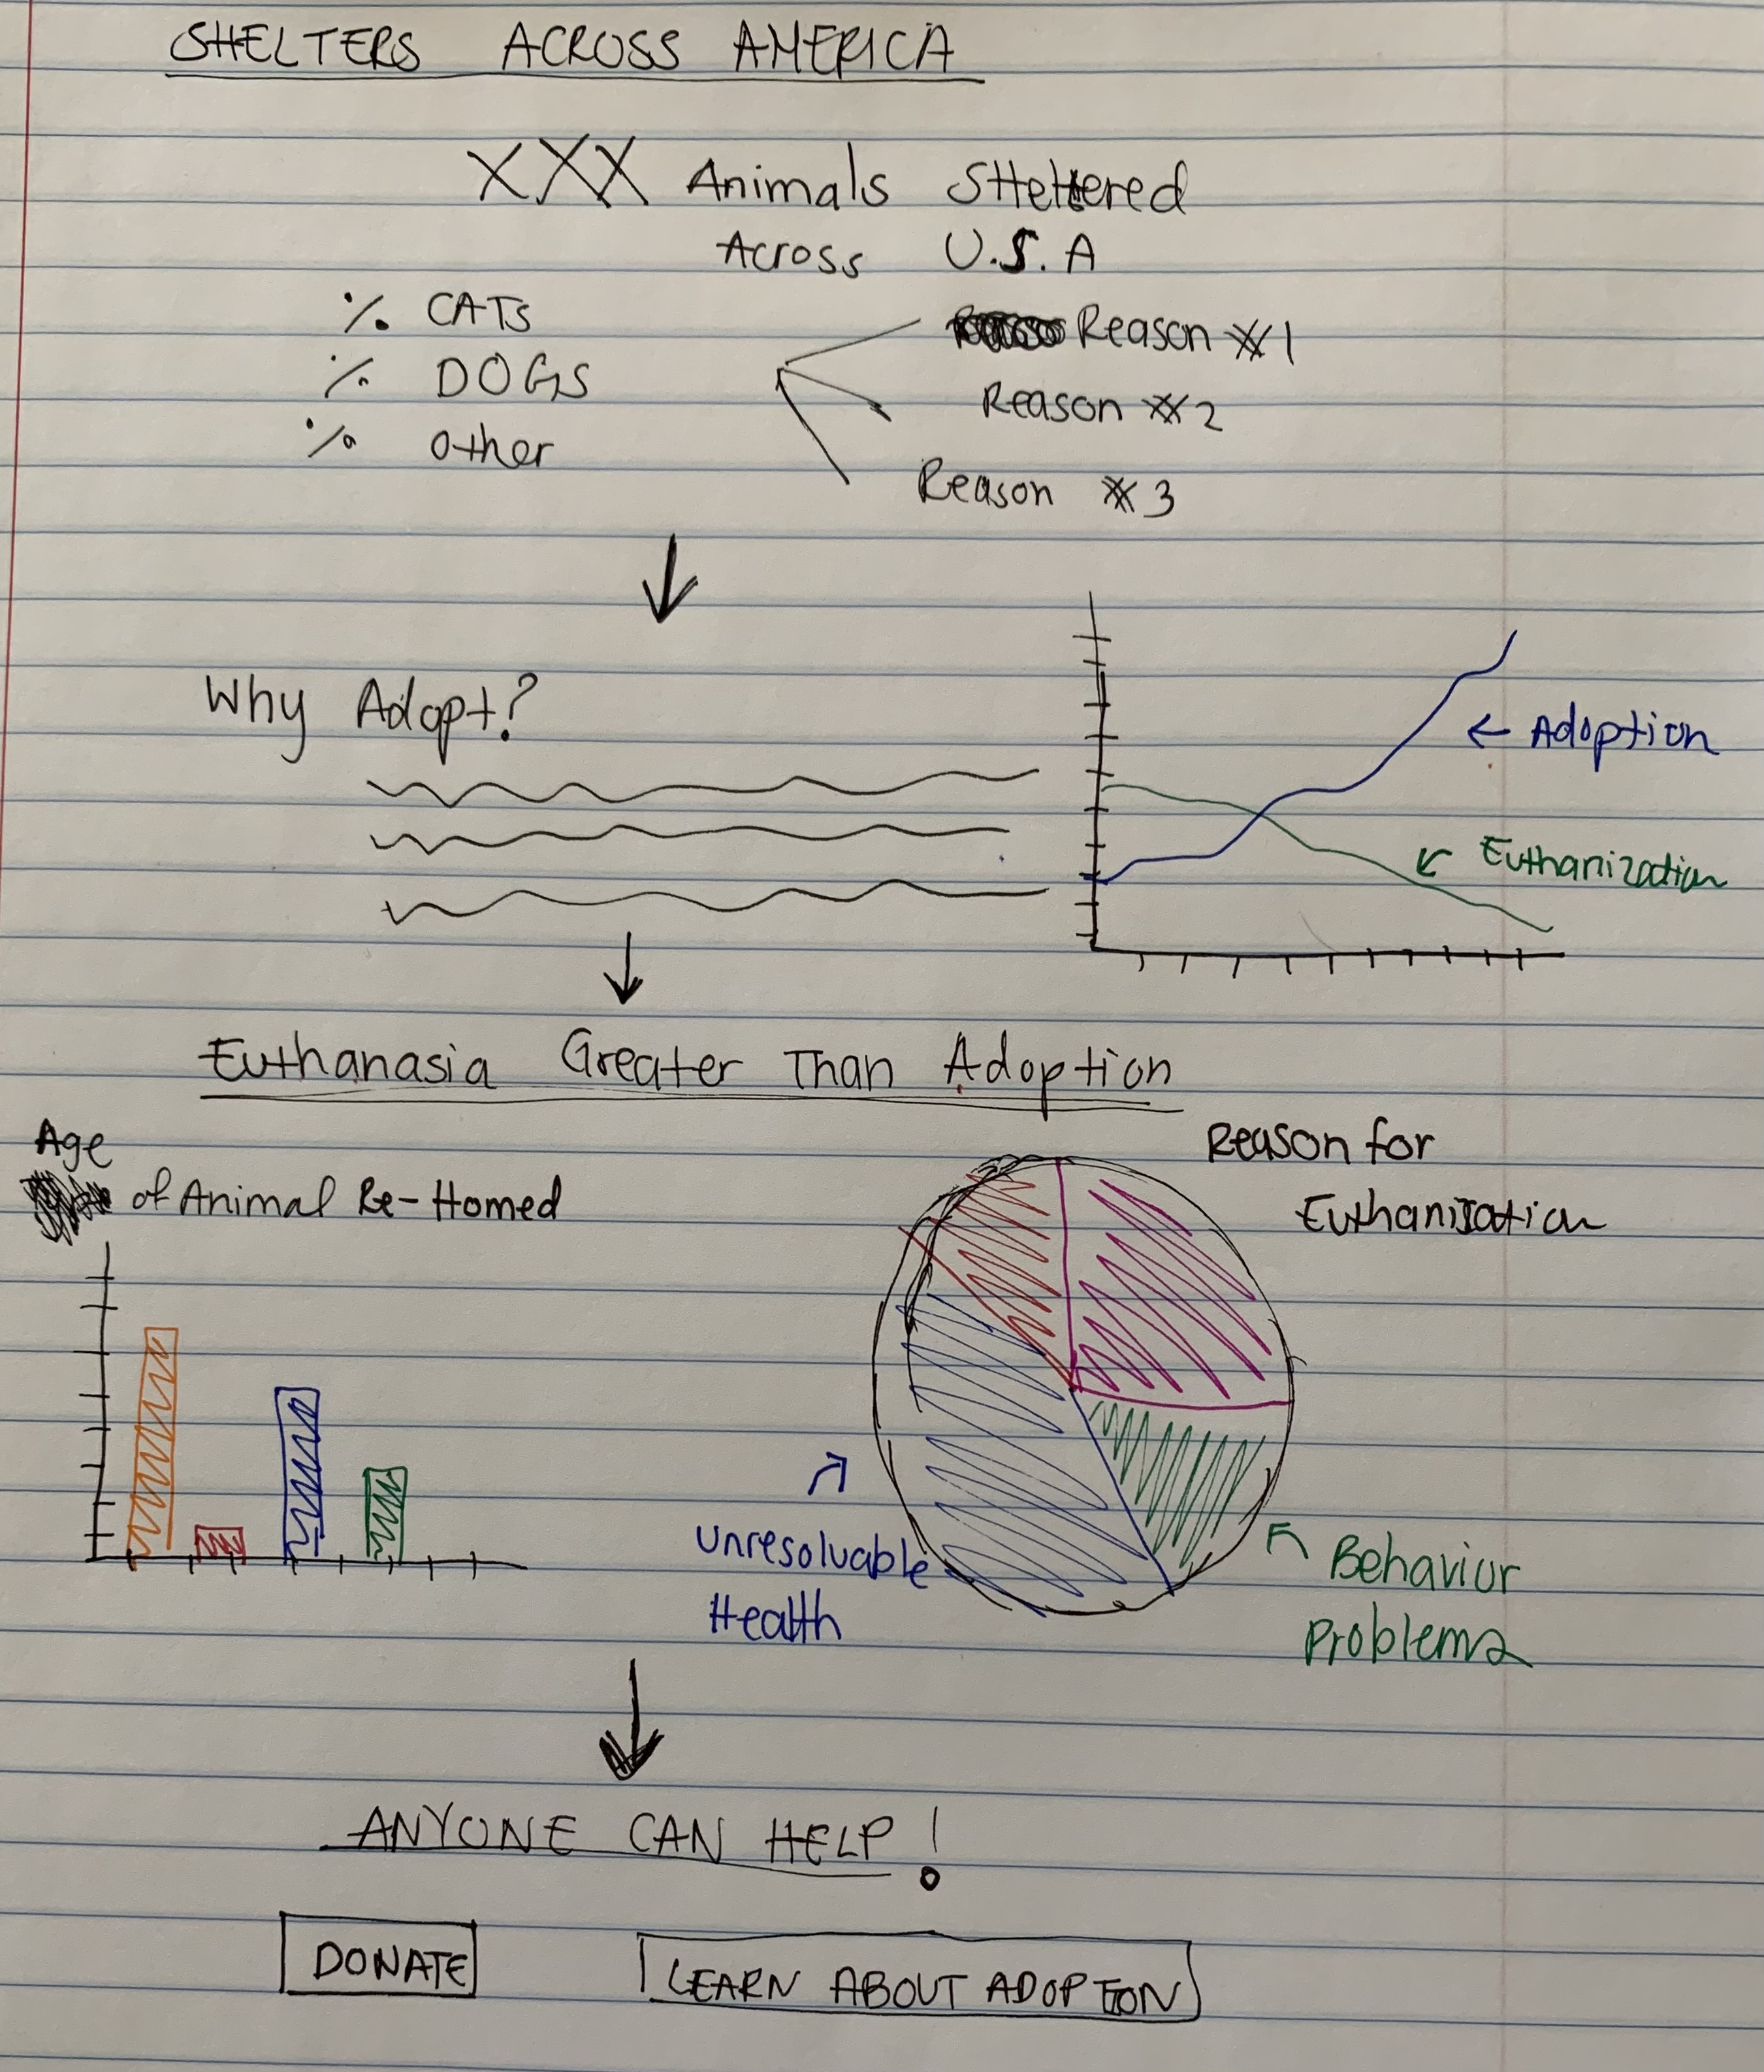 SHELTERS ACROSS AMERICA
XXX Animals SHeltered
Across U.S.A
% CATs
% DOGS
% Other
Reason #1
Reason #2
Reason #3
Why Adopt?
← Adoption
Euthanization
Euthanasia Greater Than Adoption
Age
of Animal Re-Homed
Reason for
Euthanization
Unresolvable
Health
Behavior
Problems
ANYONE CAN HELP!
DONATE
LEARN ABOUT ADOPTION